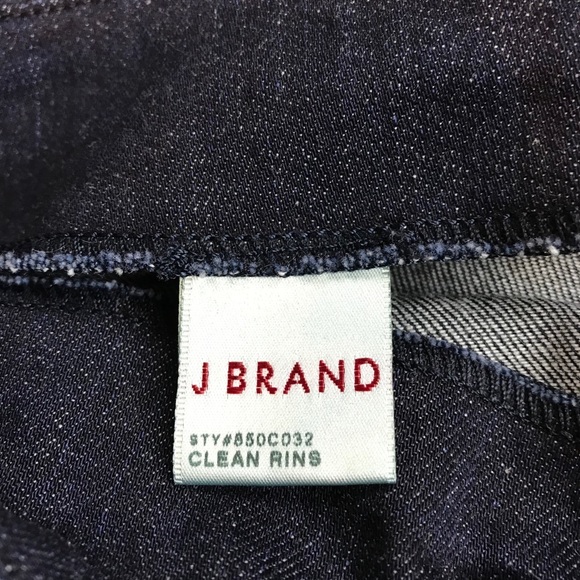 J BRAND
STY#850C032
CLEAN RINS